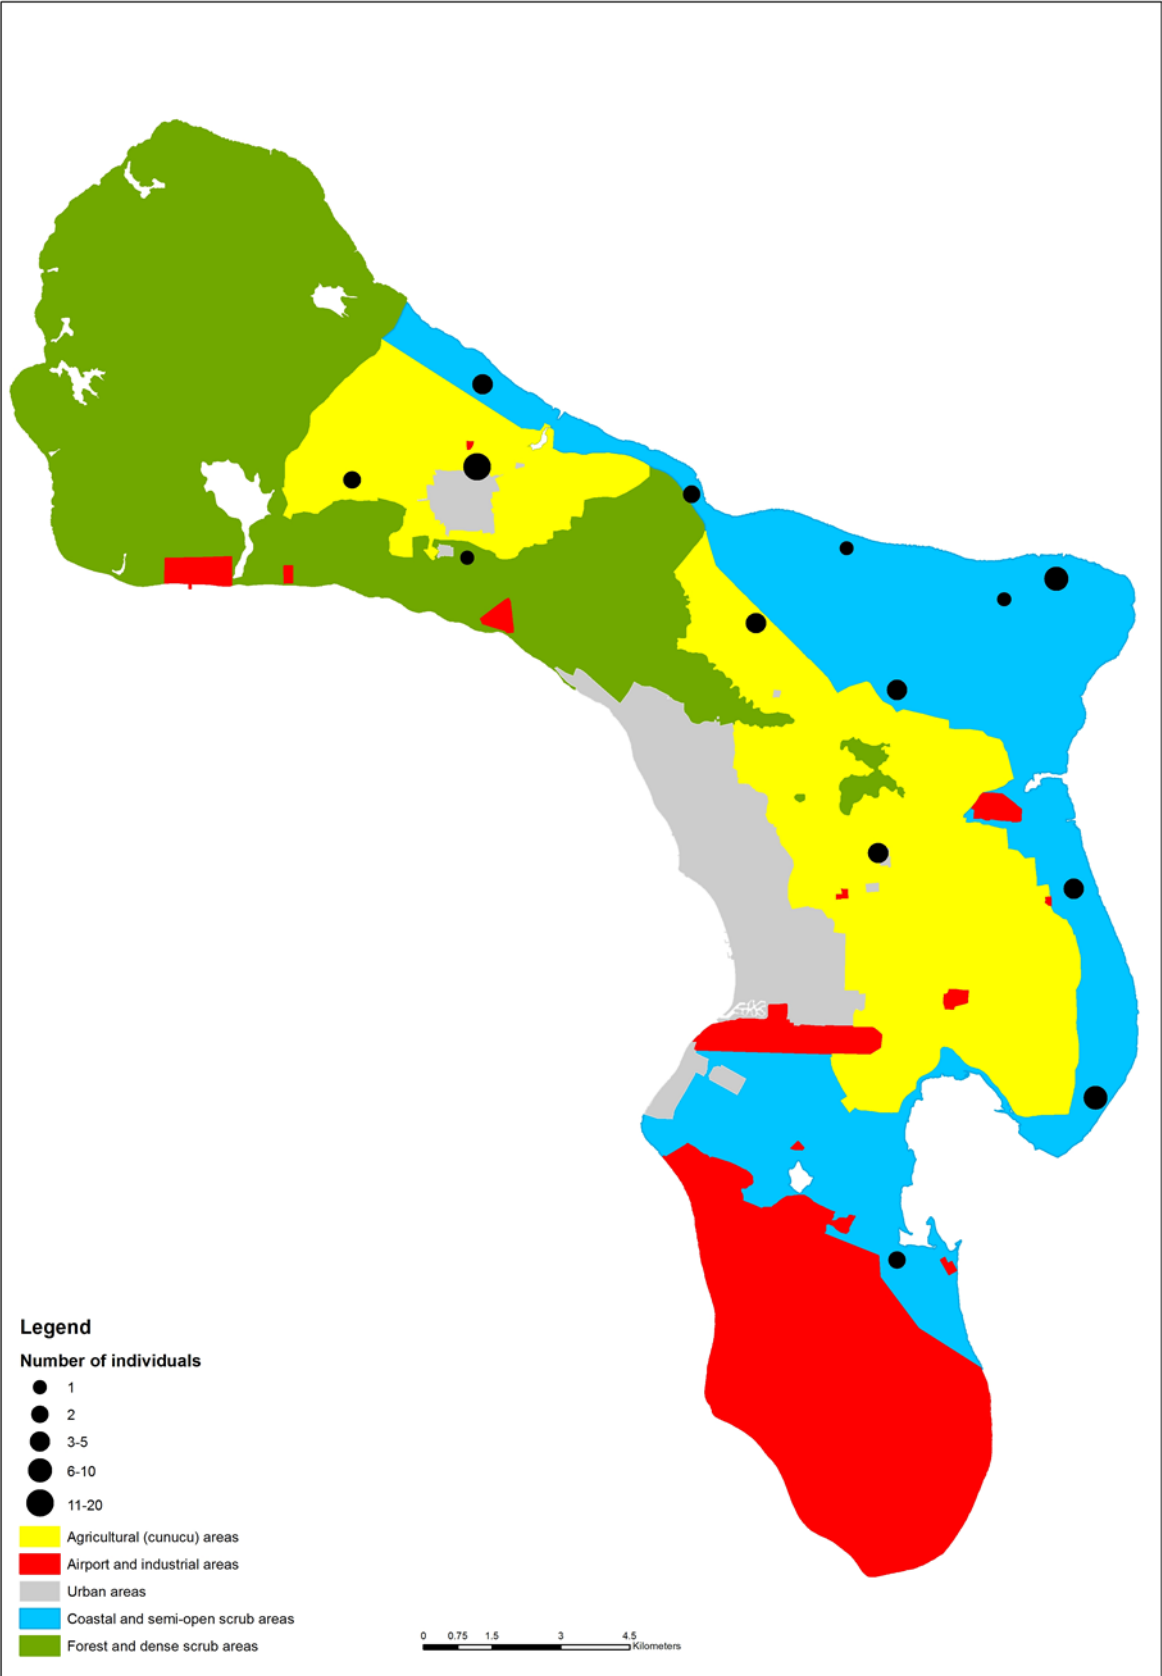 Legend
Number of individuals
1
2
3-5
6-10
11-20
Agricultural (cunucu) areas
Airport and industrial areas
Urban areas
Coastal and semi-open scrub areas
Forest and dense scrub areas
0 0.75 1.5 3 4.5
Kilometers